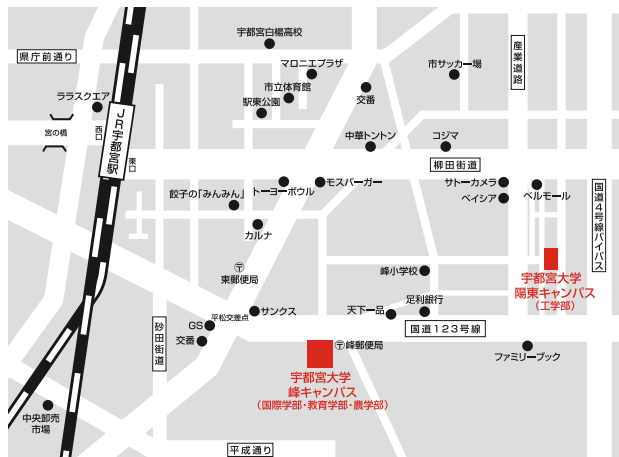 宇都宮白楊高校
県庁前通り
マロニエプラザ
市サッカー場
産業道路
市立体育館
交番
ララスクエア
駅東公園
JR宇都宮駅
宮の橋
西口
東口
中華トントン
コジマ
柳田街道
トーヨーボウル
モスバーガー
サトーカメラ
ベイシア
ベルモール
国道4号線バイパス
餃子の「みんみん」
カルナ
〒
東郵便局
峰小学校
宇都宮大学
陽東キャンパス
(工学部)
足利銀行
天下一品
サンクス
平松交差点
GS
交番
砂田街道
国道123号線
〒峰郵便局
ファミリーブック
宇都宮大学
峰キャンパス
(国際学部・教育学部・農学部)
中央卸売
市場
平成通り